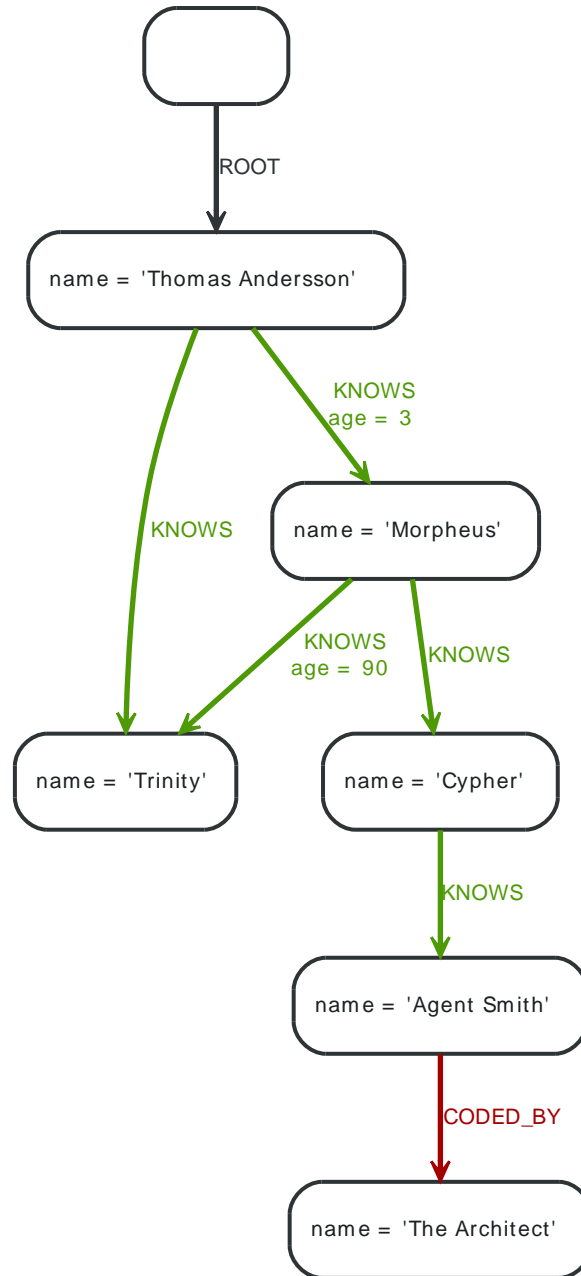 ROOT
name = 'Thomas Andersson'
KNOWS
age = 3
name = 'Morpheus'
KNOWS
KNOWS
age = 90
KNOWS
name = 'Trinity'
name = 'Cypher'
KNOWS
name = 'Agent Smith'
CODED_BY
name = 'The Architect'